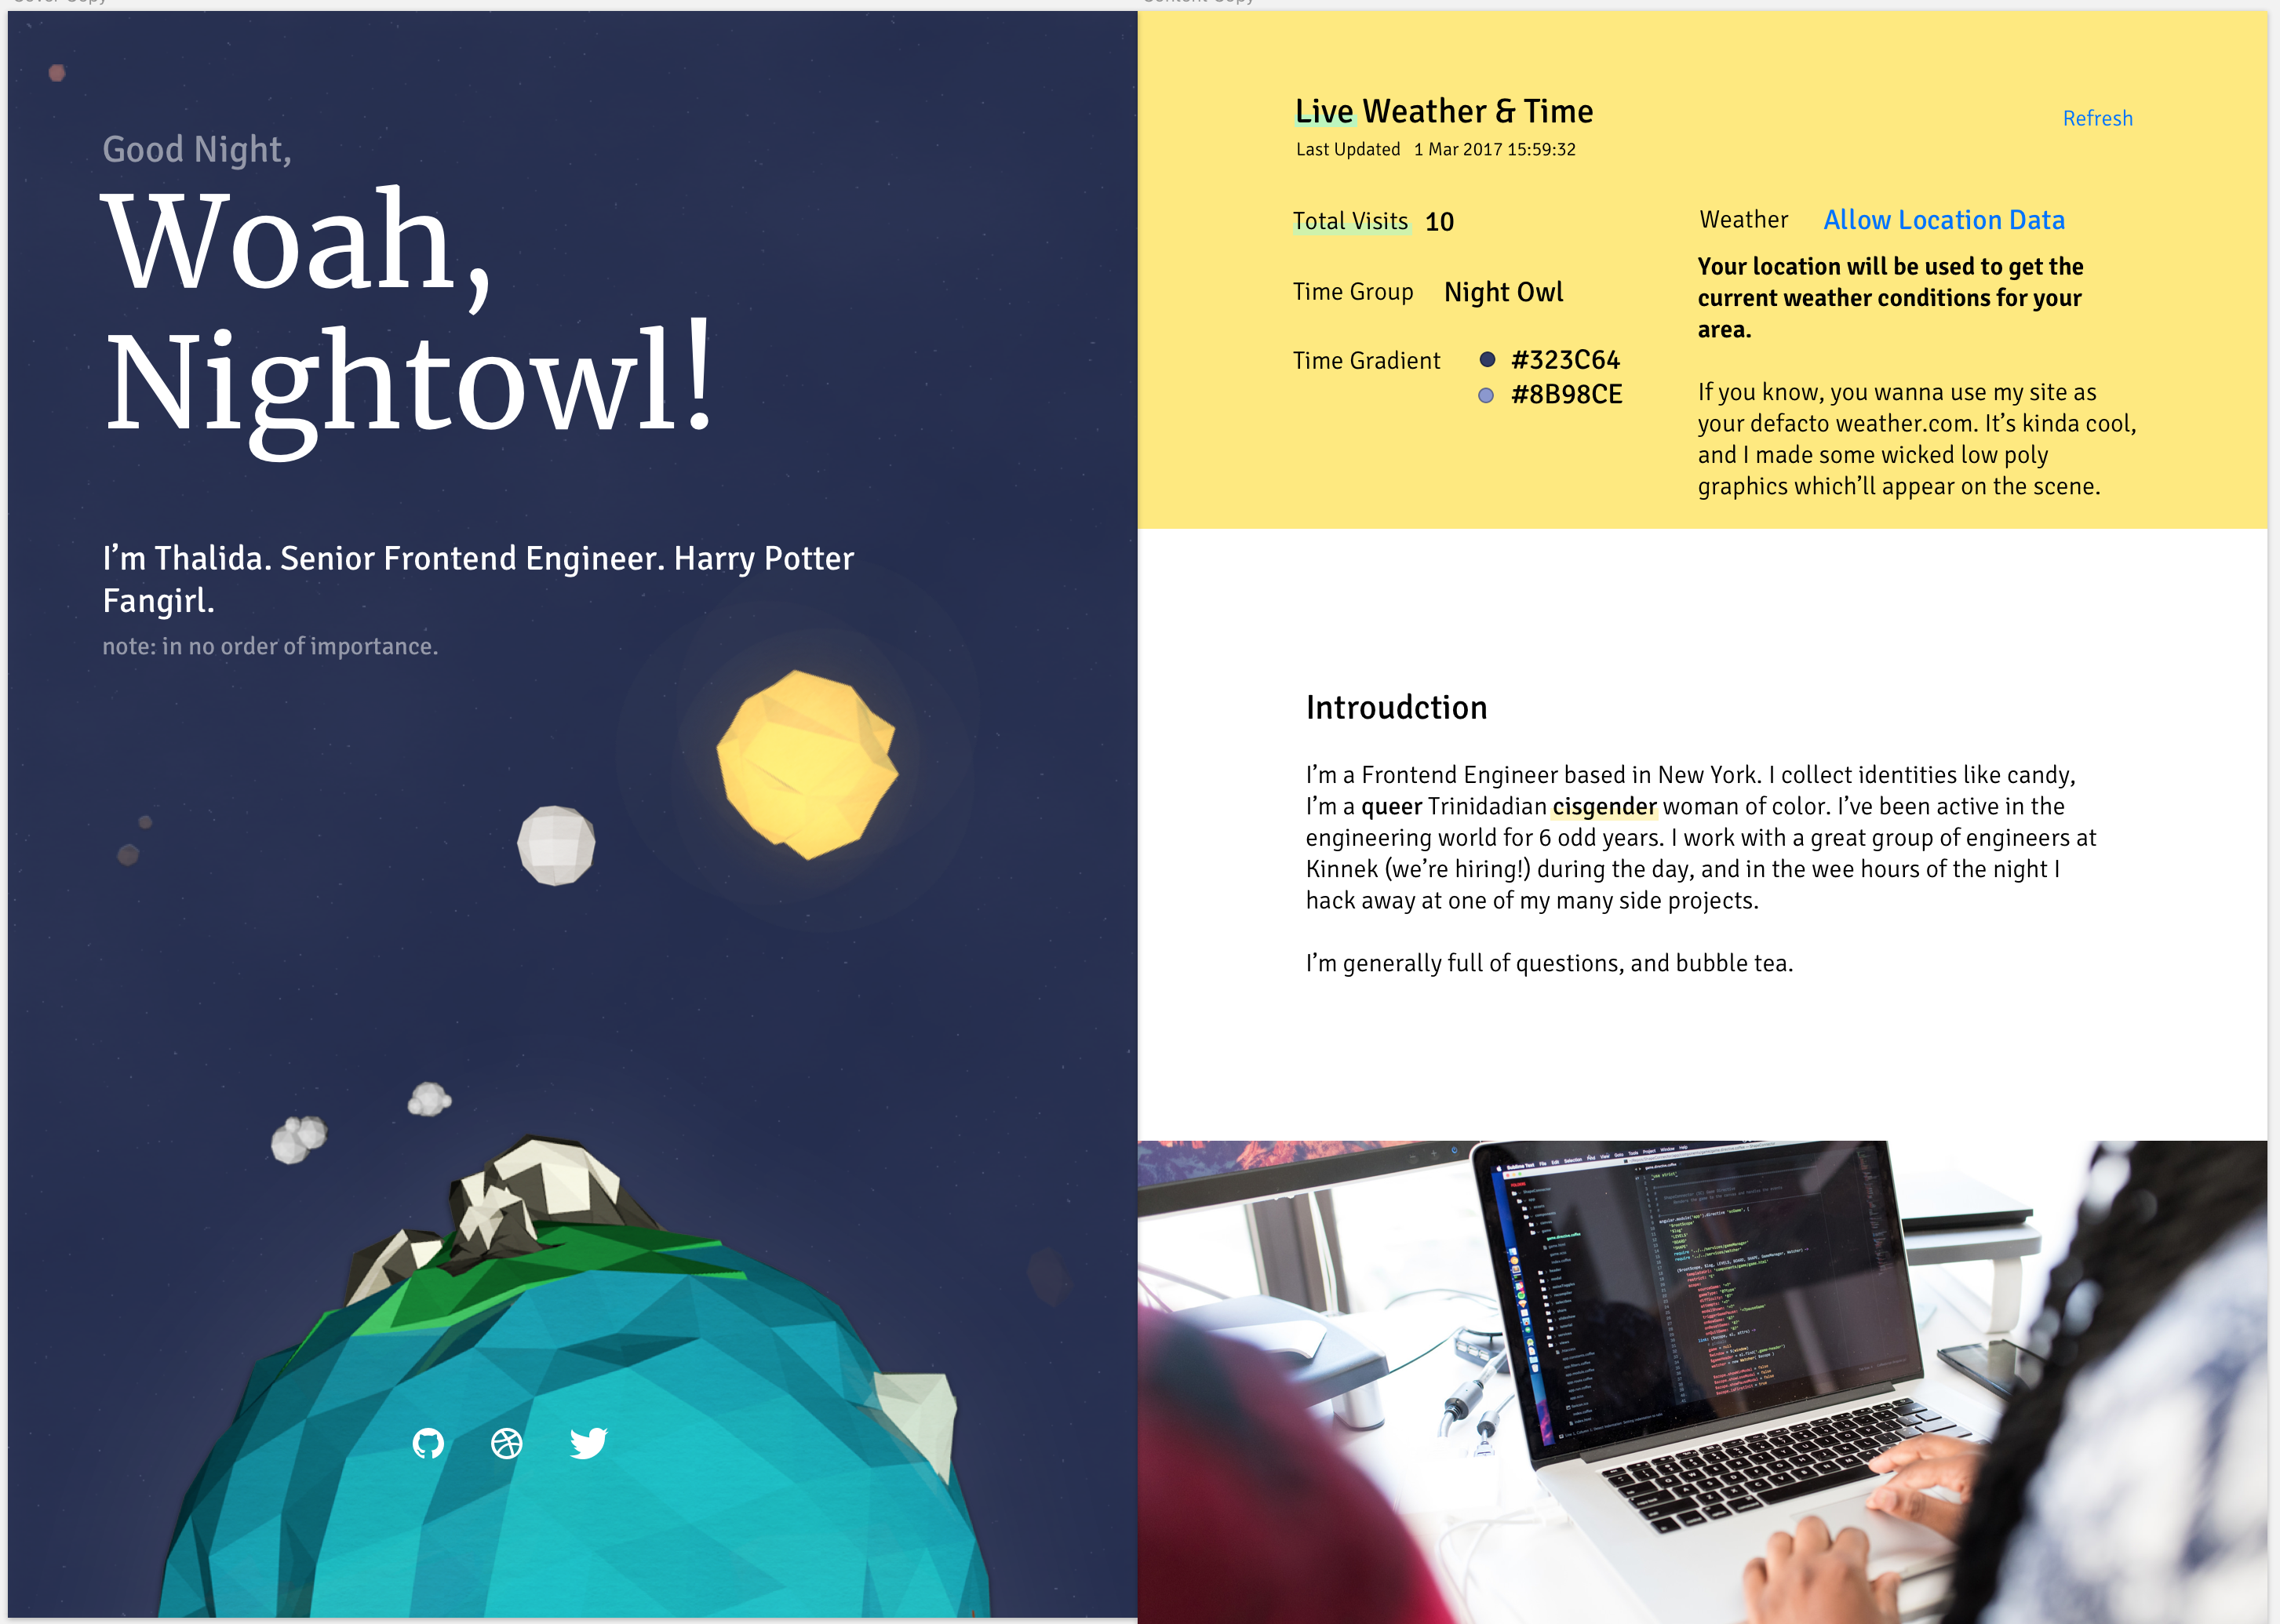 Good Night,
Woah,
Nightowl!
I’m Thalida. Senior Frontend Engineer. Harry Potter
Fangirl.
note: in no order of importance.
Live Weather & Time
Refresh
Last Updated 1 Mar 2017 15:59:32
Total Visits 10
Time Group Night Owl
Time Gradient #323C64
#8B98CE
Weather Allow Location Data
Your location will be used to get the
current weather conditions for your
area.
If you know, you wanna use my site as
your defacto weather.com. It’s kinda cool,
and I made some wicked low poly
graphics which’ll appear on the scene.
Introudction
I’m a Frontend Engineer based in New York. I collect identities like candy,
I’m a queer Trinidadian cisgender woman of color. I’ve been active in the
engineering world for 6 odd years. I work with a great group of engineers at
Kinnek (we’re hiring!) during the day, and in the wee hours of the night I
hack away at one of my many side projects.
I’m generally full of questions, and bubble tea.